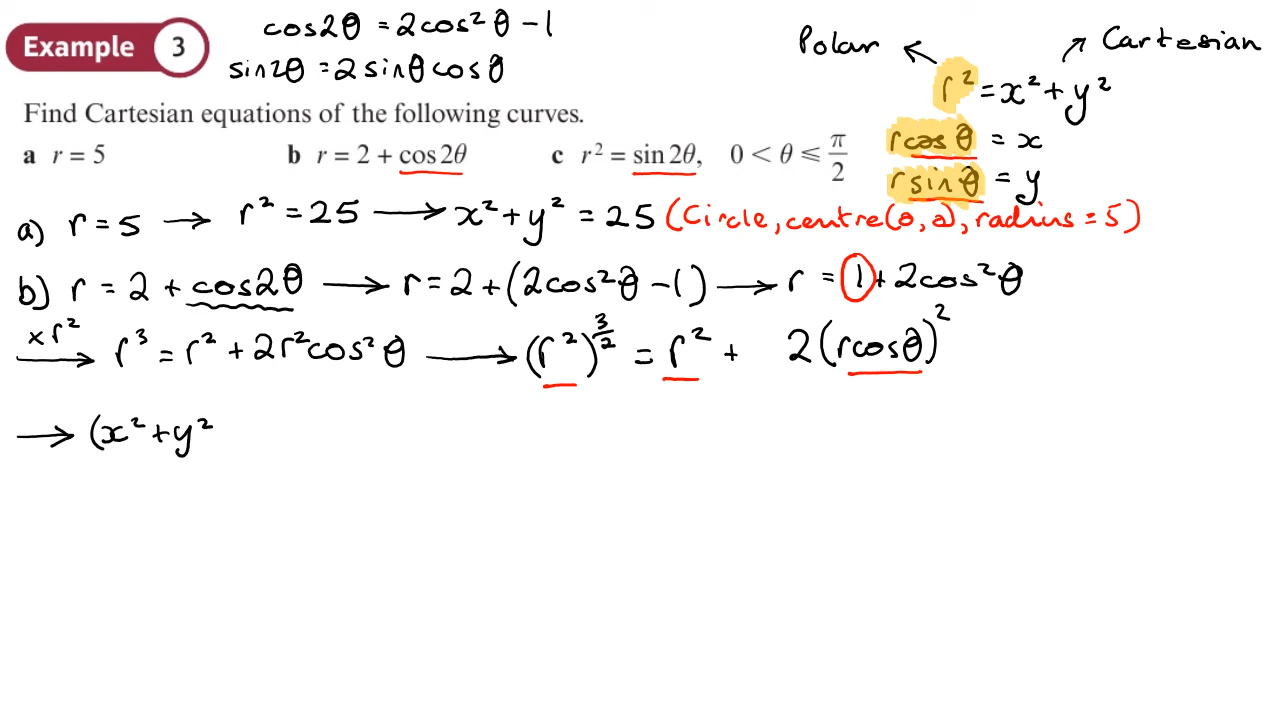 Example 3
cos2θ = 2cos²θ - 1
sin2θ = 2sinθcosθ
Polar ↖ ↗ Cartesian
r² = x² + y²
rcosθ = x
rsinθ = y
Find Cartesian equations of the following curves.
a r = 5 b r = 2 + cos 2θ c r² = sin 2θ, 0 < θ ⩽ π/2
a) r = 5 → r² = 25 → x² + y² = 25 (Circle, centre (0,0), radius = 5)
b) r = 2 + cos2θ → r = 2 + (2cos²θ - 1) → r = 1 + 2cos²θ
×r² → r³ = r² + 2r²cos²θ → (r²)^(3/2) = r² + 2(rcosθ)²
→ (x² + y²